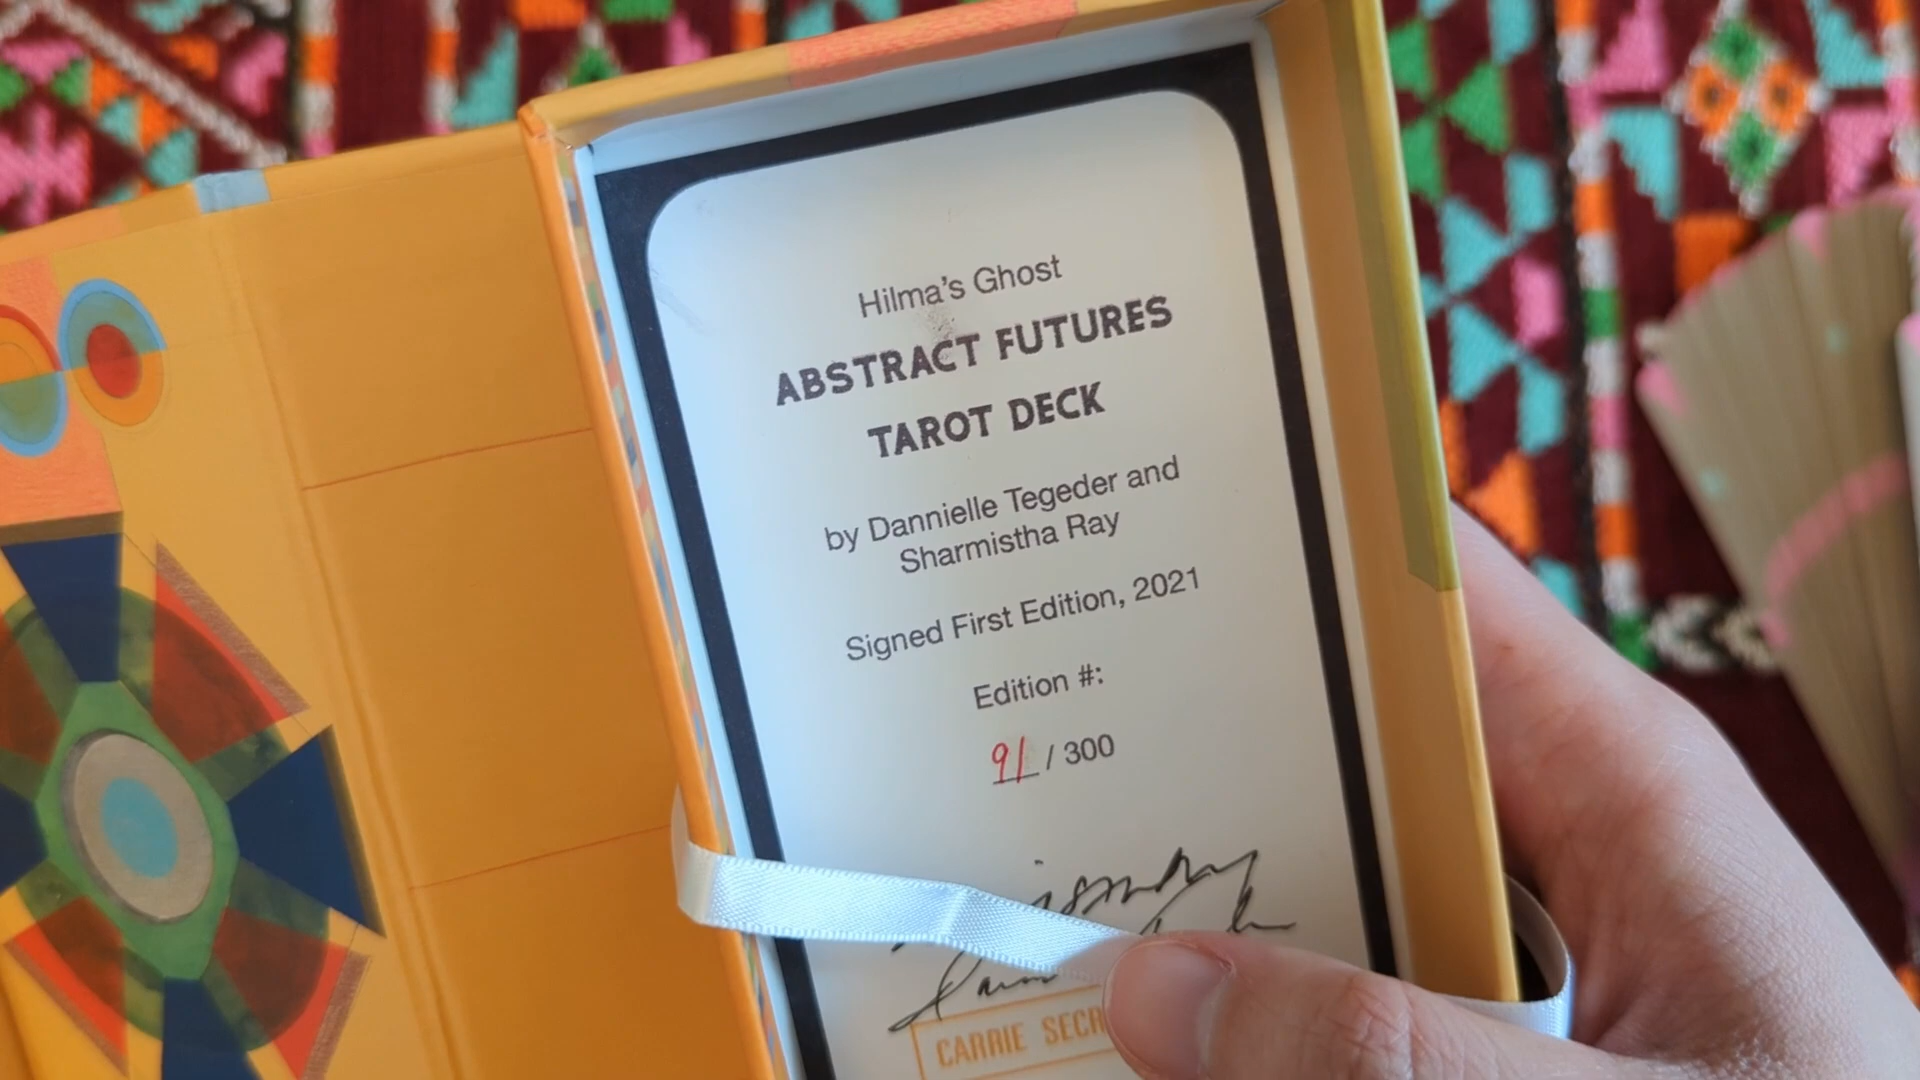 Hilma's Ghost
ABSTRACT FUTURES
TAROT DECK
by Dannielle Tegeder and
Sharmistha Ray
Signed First Edition, 2021
Edition #:
91 / 300
CARRIE